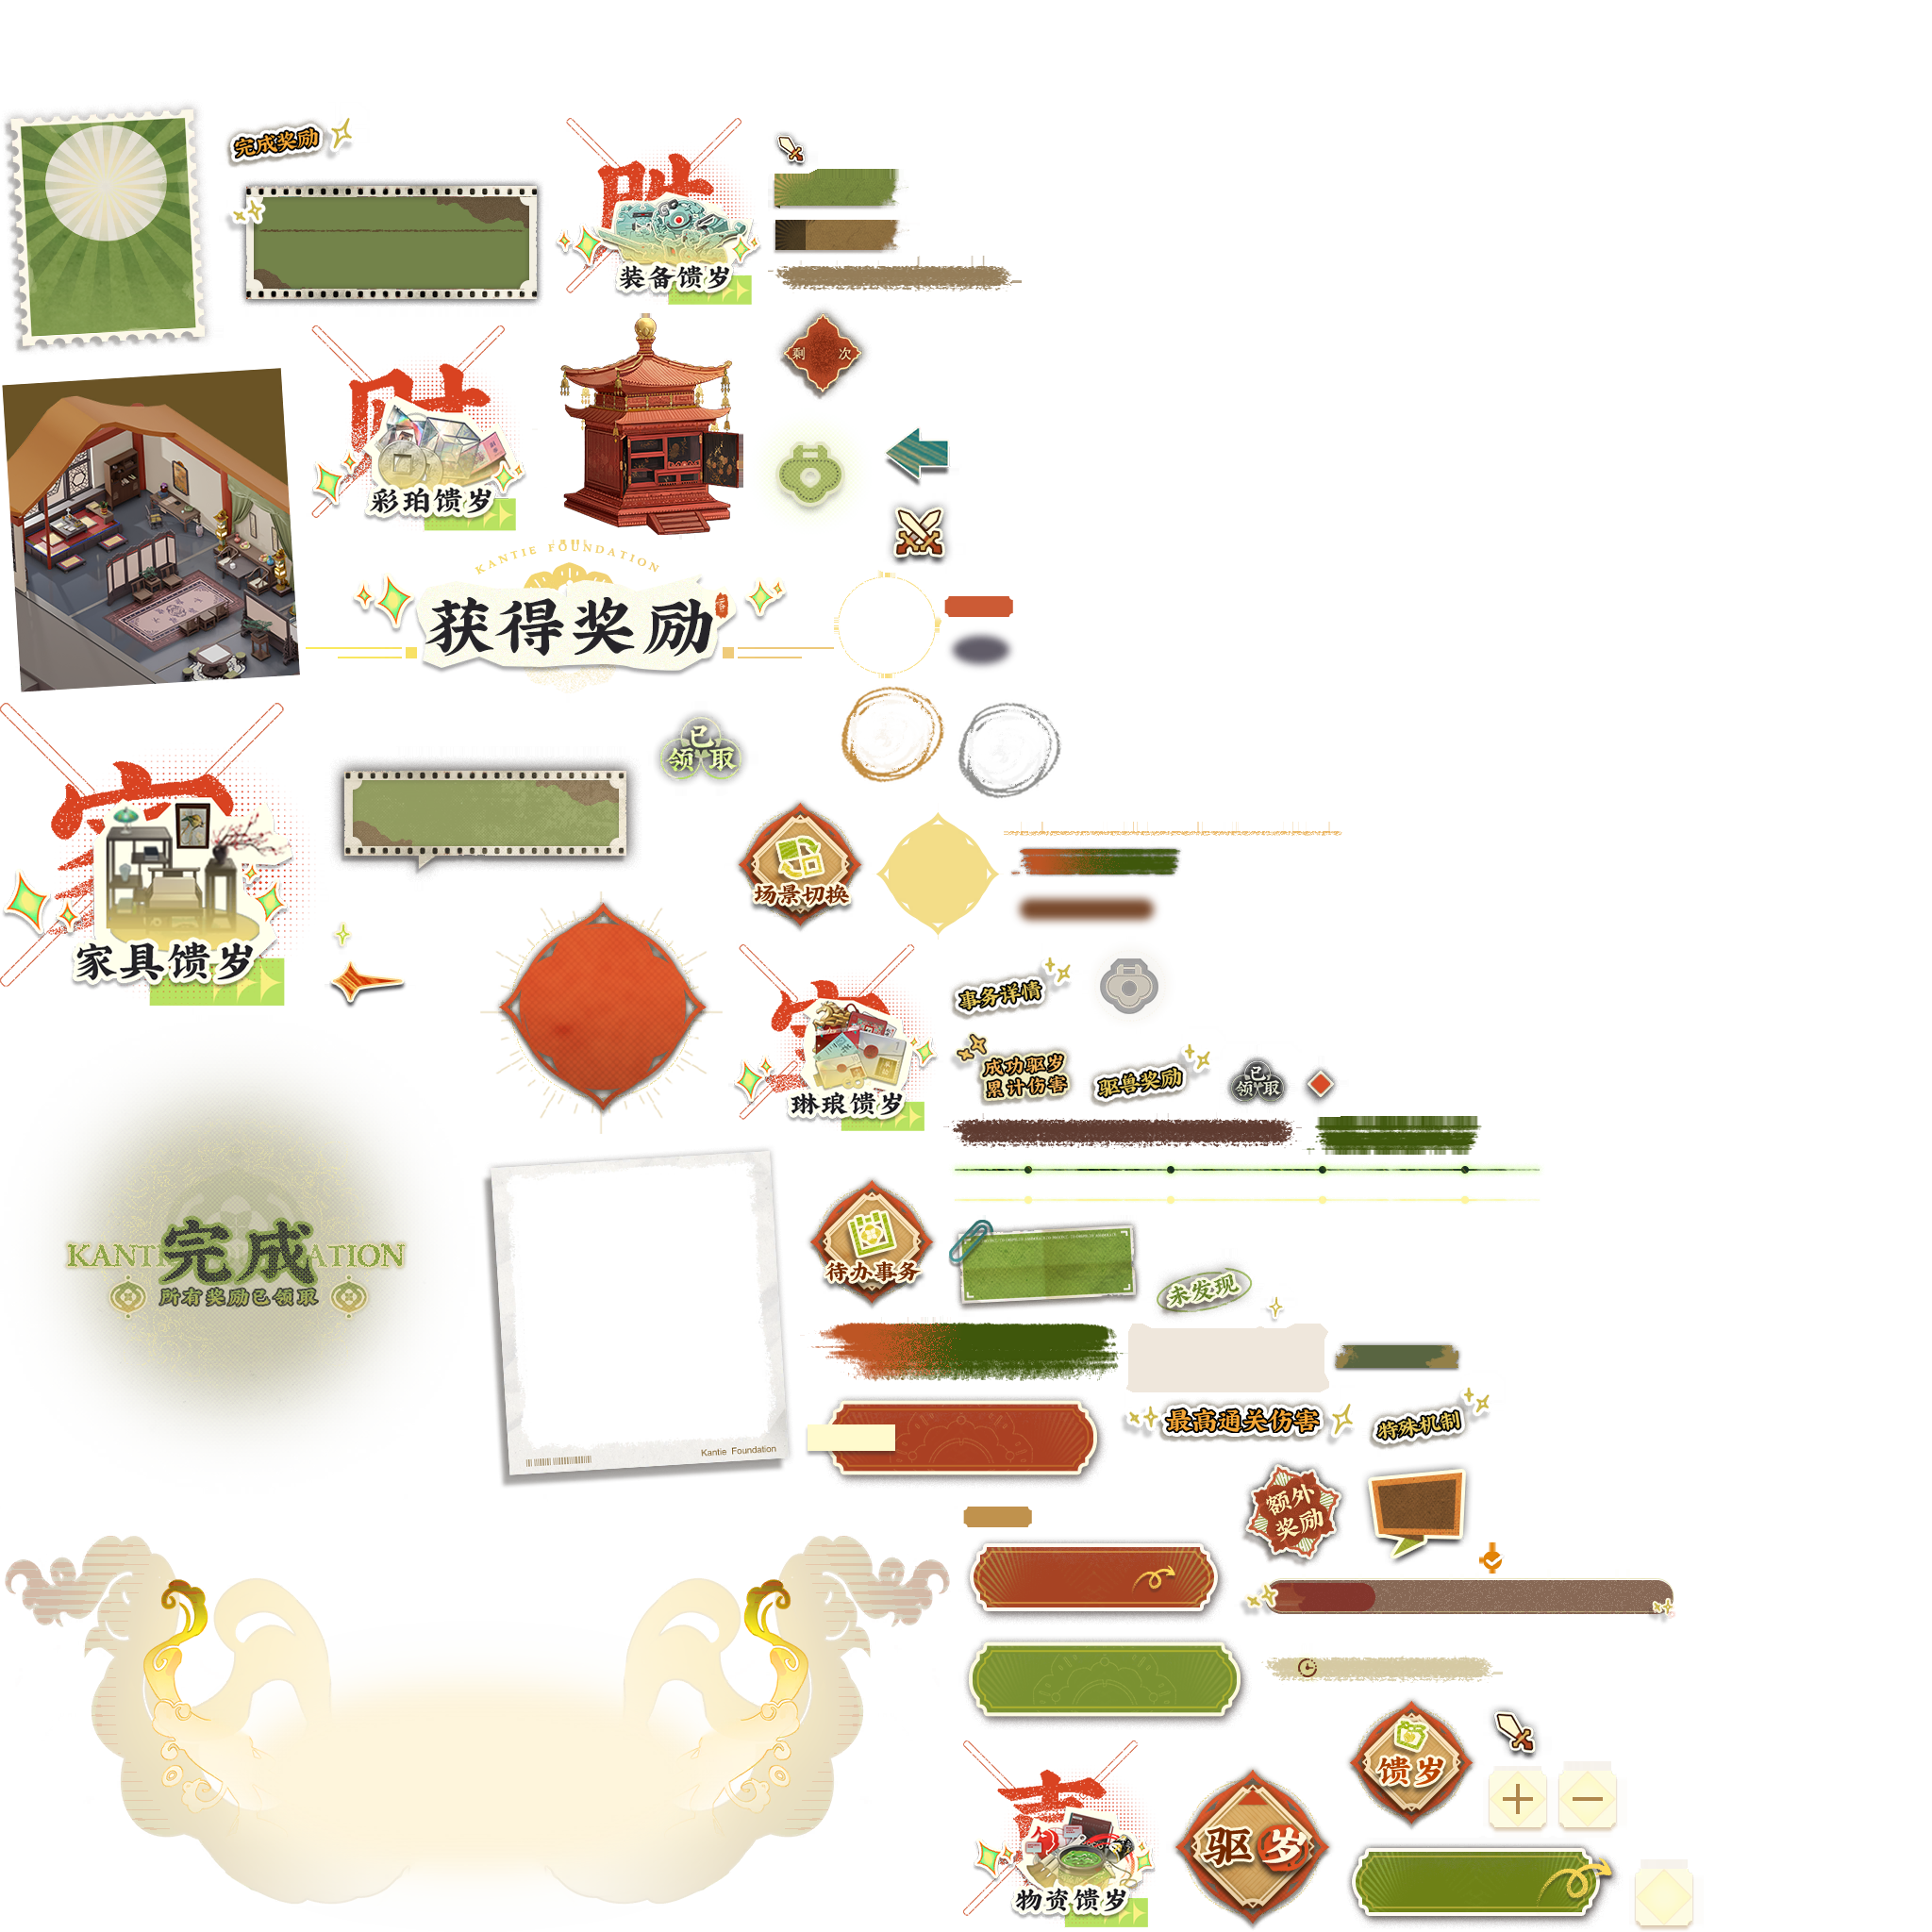 完成奖励
装备馈岁
剩 次
彩珀馈岁
KANTIE FOUNDATION
获得奖励
已
领取
场景切换
家具馈岁
事务详情
琳琅馈岁
成功驱岁
累计伤害
驱兽奖励
已
领取
完成
所有奖励已领取
待办事务
未发现
Kantie Foundation
最高通关伤害
特殊机制
额外
奖励
馈岁
驱岁
物资馈岁